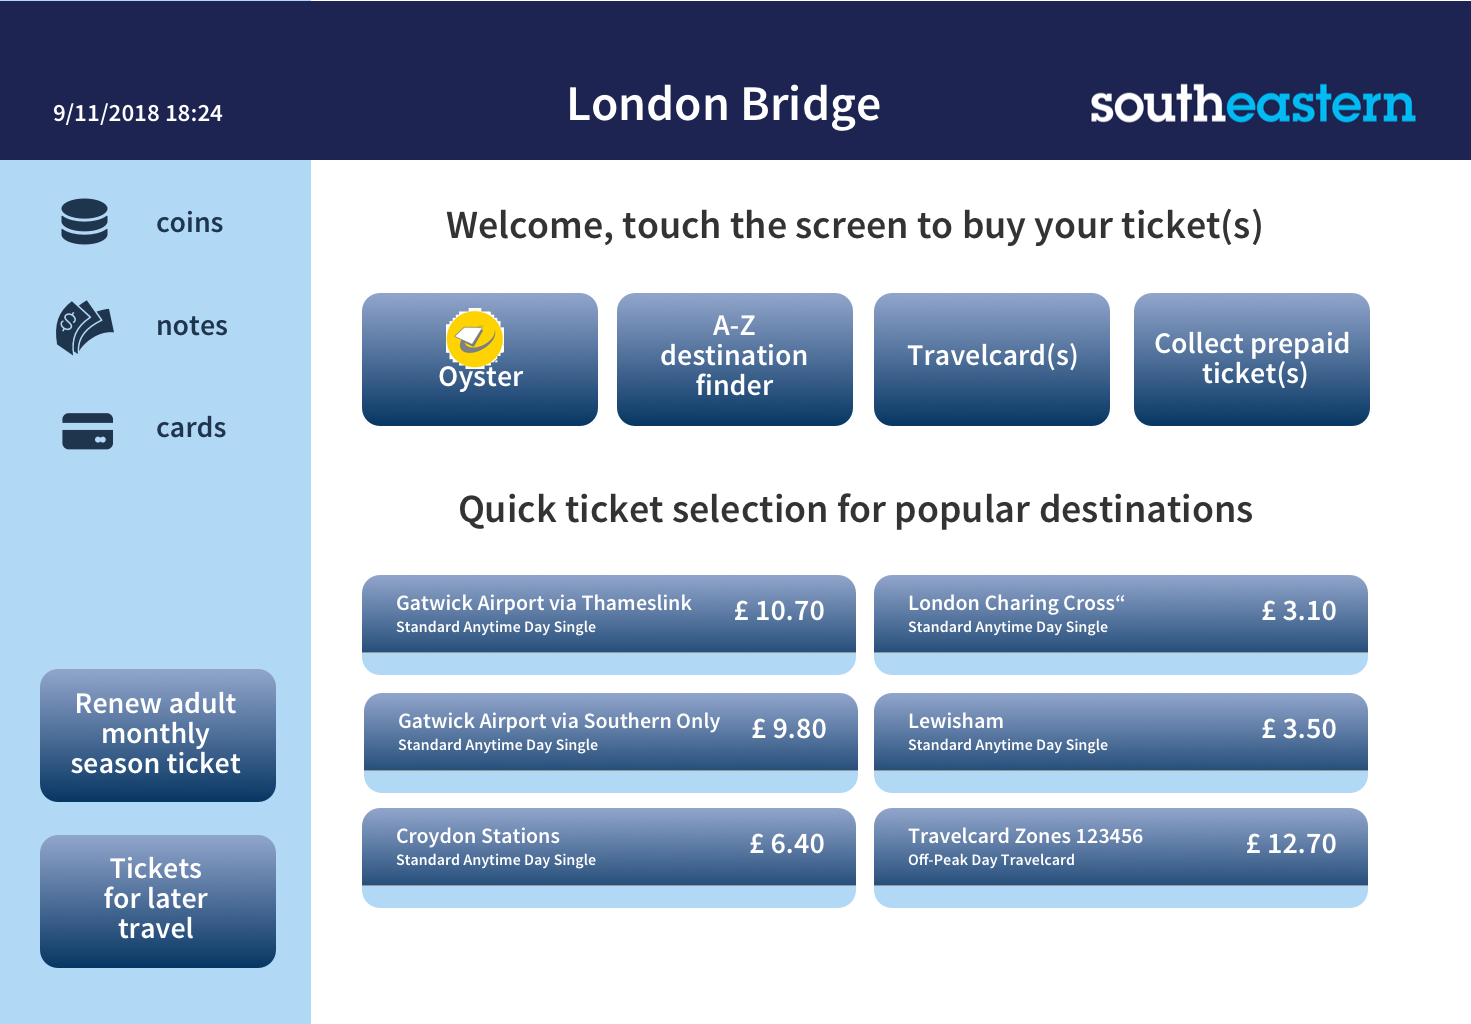 9/11/2018 18:24
London Bridge
southeastern
coins
notes
cards
Renew adult
monthly
season ticket
Tickets
for later
travel
Welcome, touch the screen to buy your ticket(s)
Oyster
A-Z
destination
finder
Travelcard(s)
Collect prepaid
ticket(s)
Quick ticket selection for popular destinations
Gatwick Airport via Thameslink
Standard Anytime Day Single
£ 10.70
London Charing Cross“
Standard Anytime Day Single
£ 3.10
Gatwick Airport via Southern Only
Standard Anytime Day Single
£ 9.80
Lewisham
Standard Anytime Day Single
£ 3.50
Croydon Stations
Standard Anytime Day Single
£ 6.40
Travelcard Zones 123456
Off-Peak Day Travelcard
£ 12.70